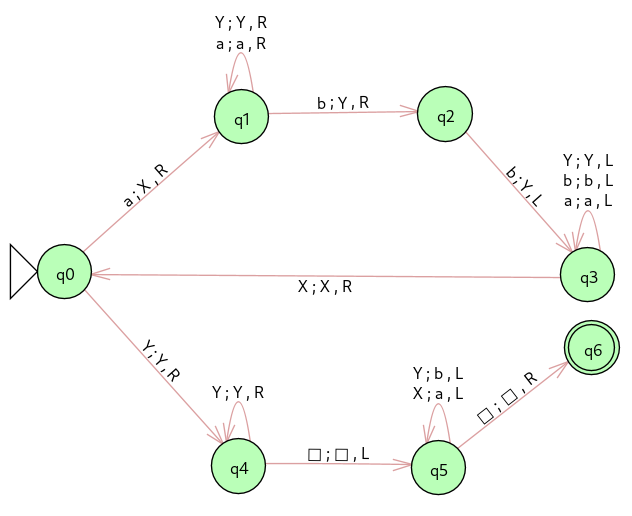 Y;Y,R
a;a,R
q1
b;Y,R
q2
a;X,R
b;Y,L
Y;Y,L
b;b,L
a;a,L
q0
q3
X;X,R
Y;Y,R
q6
Y;Y,R
Y;b,L
X;a,L
□;□,R
q4
□;□,L
q5